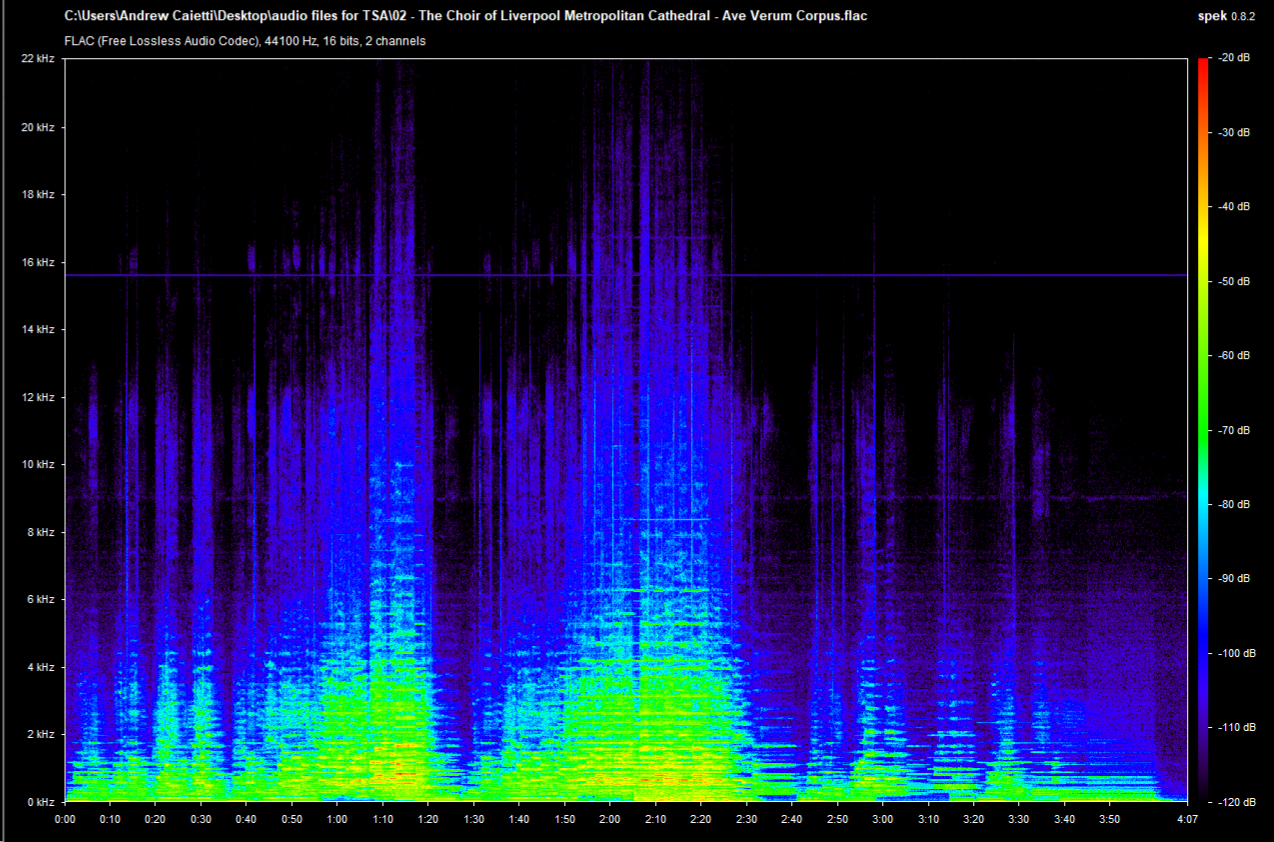 C:\Users\Andrew Caietti\Desktop\audio files for TSA\02 - The Choir of Liverpool Metropolitan Cathedral - Ave Verum Corpus.flac
spek 0.8.2
FLAC (Free Lossless Audio Codec), 44100 Hz, 16 bits, 2 channels
22 kHz
20 kHz
18 kHz
16 kHz
14 kHz
12 kHz
10 kHz
8 kHz
6 kHz
4 kHz
2 kHz
0 kHz
-20 dB
-30 dB
-40 dB
-50 dB
-60 dB
-70 dB
-80 dB
-90 dB
-100 dB
-110 dB
-120 dB
0:00 0:10 0:20 0:30 0:40 0:50 1:00 1:10 1:20 1:30 1:40 1:50 2:00 2:10 2:20 2:30 2:40 2:50 3:00 3:10 3:20 3:30 3:40 3:50 4:07